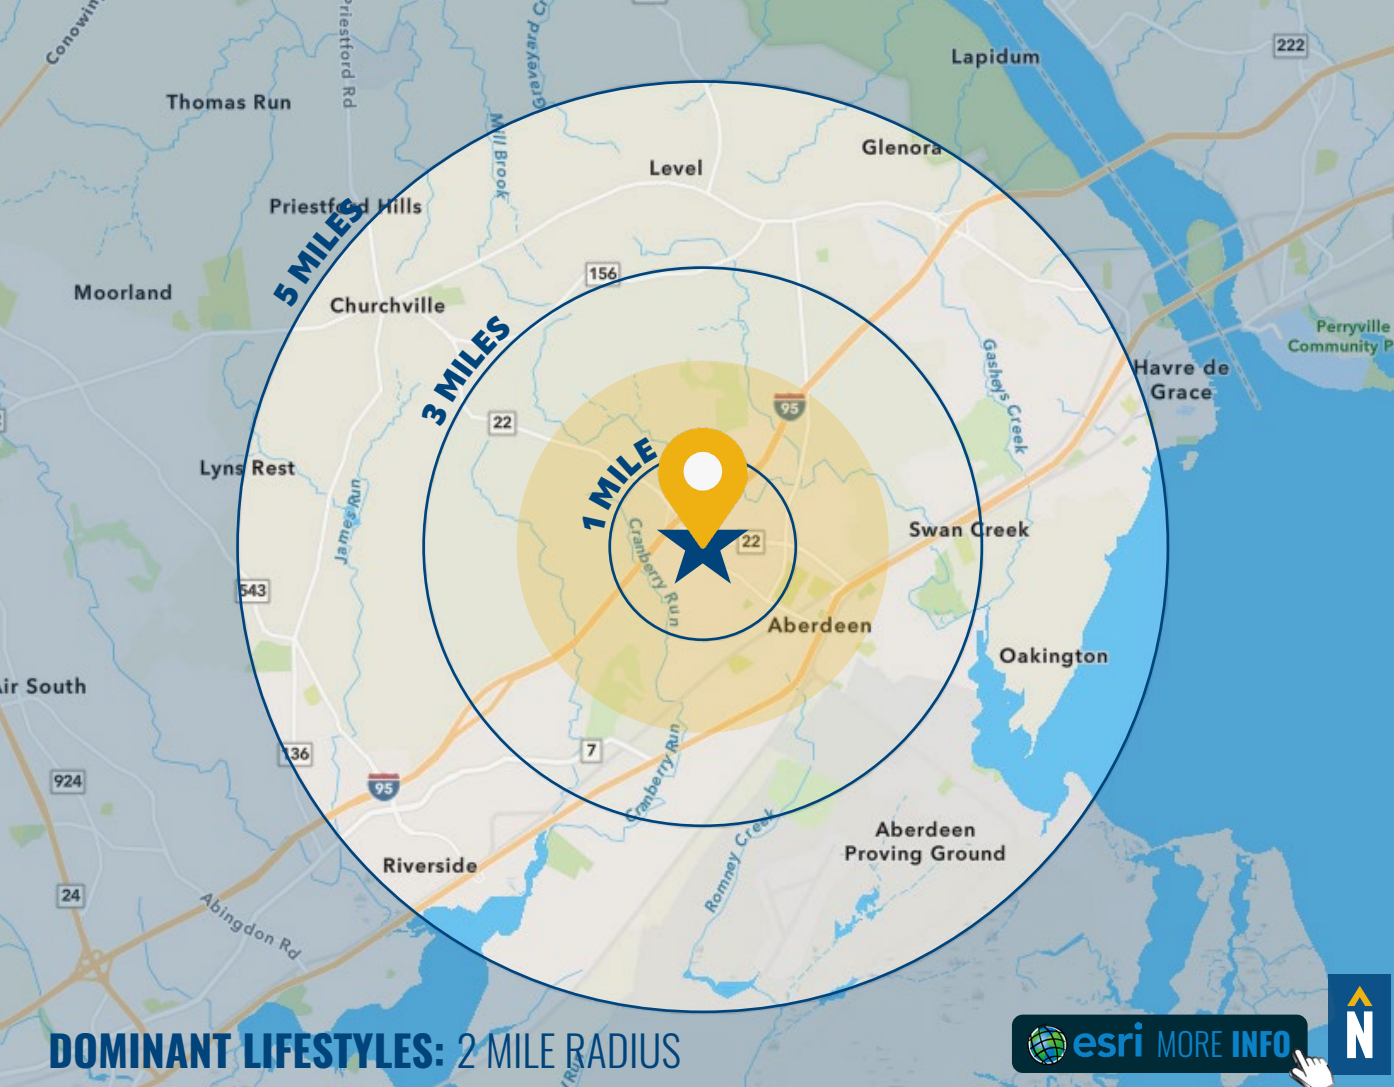 Conowin
Priestford Rd
Graveyard Cr
222
Lapidum
Thomas Run
Mill Brook
Glenora
Level
Priestford Hills
5 MILES
156
Moorland
Churchville
3 MILES
Perryville
Community P
Gasheys Creek
Havre de
Grace
95
22
1 MILE
Lyns Rest
James Run
Cranberry Run
22
Swan Creek
543
Aberdeen
Oakington
Air South
136
7
Cranberry Run
924
95
Romney Creek
Aberdeen
Proving Ground
Riverside
24
Abingdon Rd
DOMINANT LIFESTYLES: 2 MILE RADIUS
esri MORE INFO
N